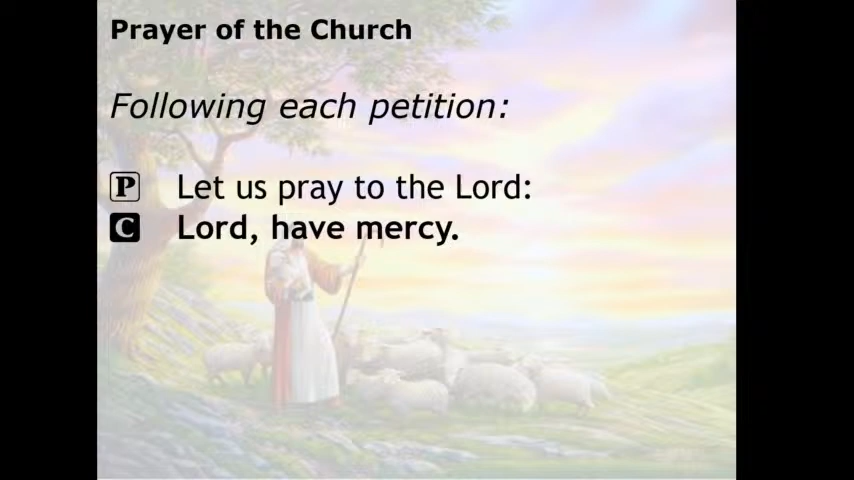 Prayer of the Church
Following each petition:
P Let us pray to the Lord:
C Lord, have mercy.